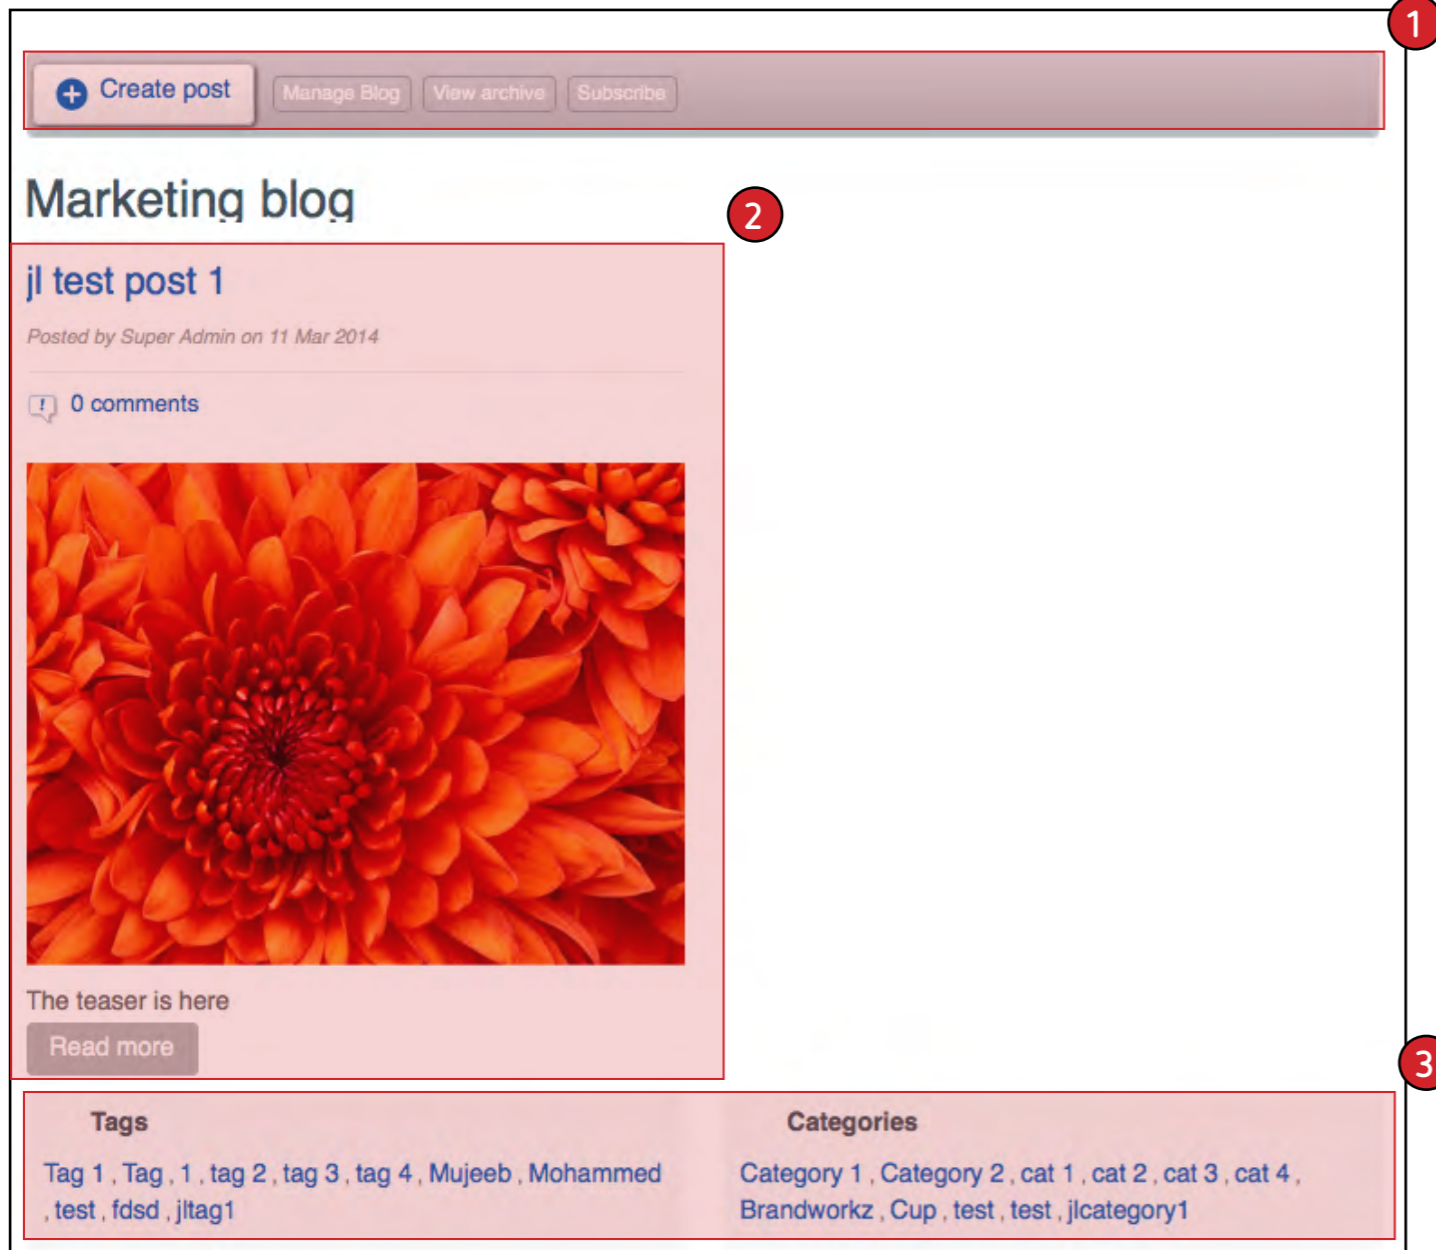 1
Create post Manage Blog View archive Subscribe
Marketing blog
2
jl test post 1
Posted by Super Admin on 11 Mar 2014
! 0 comments
The teaser is here
Read more
3
Tags
Tag 1 , Tag , 1 , tag 2 , tag 3 , tag 4 , Mujeeb , Mohammed
, test , fdsd , jltag1
Categories
Category 1 , Category 2 , cat 1 , cat 2 , cat 3 , cat 4 ,
Brandworkz , Cup , test , test , jlcategory1